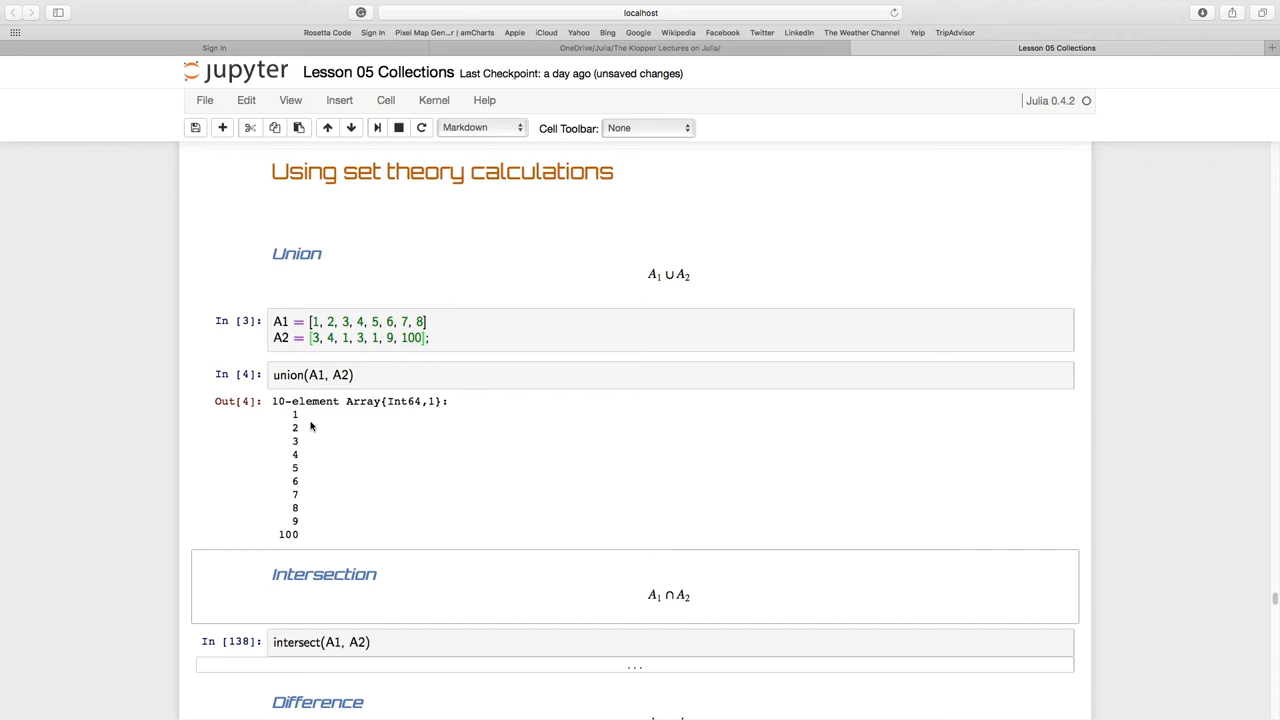 localhost
Rosetta Code Sign In Pixel Map Gen...r | amCharts Apple iCloud Yahoo Bing Google Wikipedia Facebook Twitter LinkedIn The Weather Channel Yelp TripAdvisor
Sign In OneDrive/Julia/The Klopper Lectures on Julia/ Lesson 05 Collections +
jupyter Lesson 05 Collections Last Checkpoint: a day ago (unsaved changes)
File Edit View Insert Cell Kernel Help Julia 0.4.2
Markdown Cell Toolbar: None
Using set theory calculations
Union
A1 ∪ A2
In [3]: A1 = [1, 2, 3, 4, 5, 6, 7, 8]
A2 = [3, 4, 1, 3, 1, 9, 100];
In [4]: union(A1, A2)
Out[4]: 10-element Array{Int64,1}:
1
2
3
4
5
6
7
8
9
100
Intersection
A1 ∩ A2
In [138]: intersect(A1, A2)
...
Difference